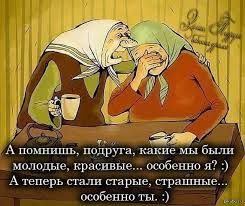 А помнишь, подруга, какие мы были
молодые, красивые... особенно я? :)
А теперь стали старые, страшные...
особенно ты. :)